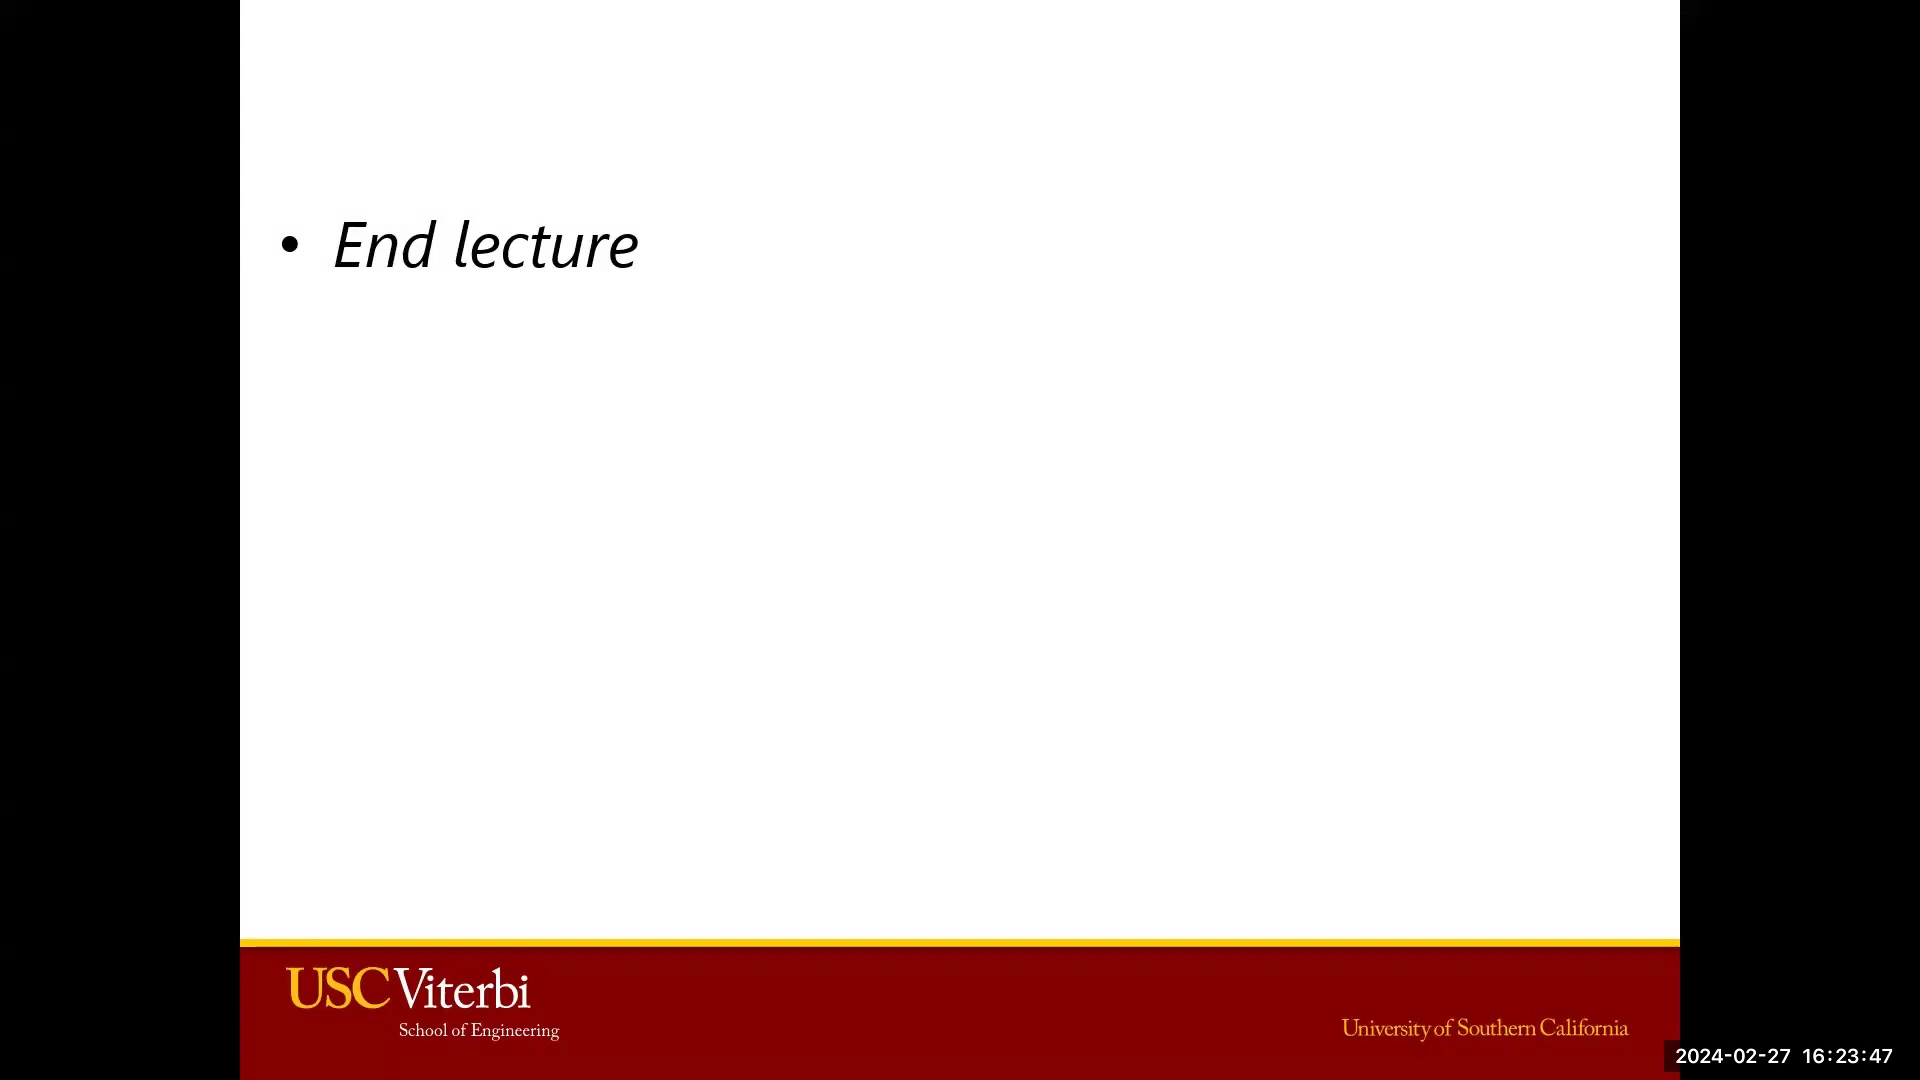 • End lecture
USC Viterbi
School of Engineering
University of Southern California
2024-02-27 16:23:47